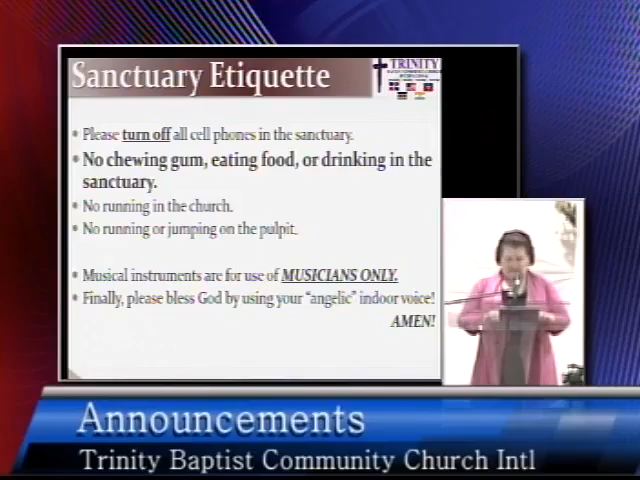 Sanctuary Etiquette
TRINITY
• Please turn off all cell phones in the sanctuary.
• No chewing gum, eating food, or drinking in the
sanctuary.
• No running in the church.
• No running or jumping on the pulpit.
• Musical instruments are for use of MUSICIANS ONLY.
• Finally, please bless God by using your “angelic” indoor voice!
AMEN!
Announcements
Trinity Baptist Community Church Intl